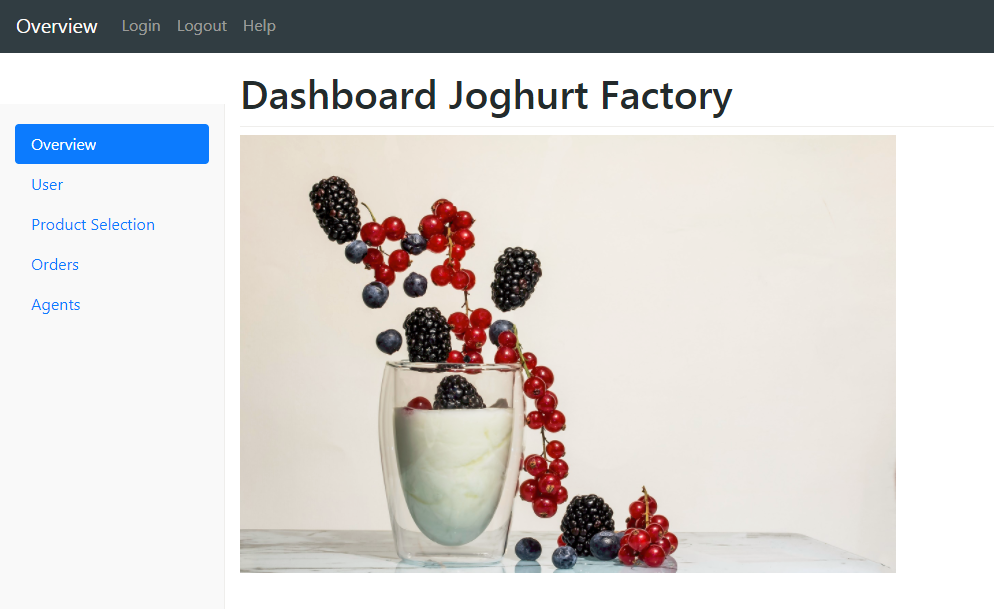 Overview Login Logout Help
Dashboard Joghurt Factory
Overview
User
Product Selection
Orders
Agents